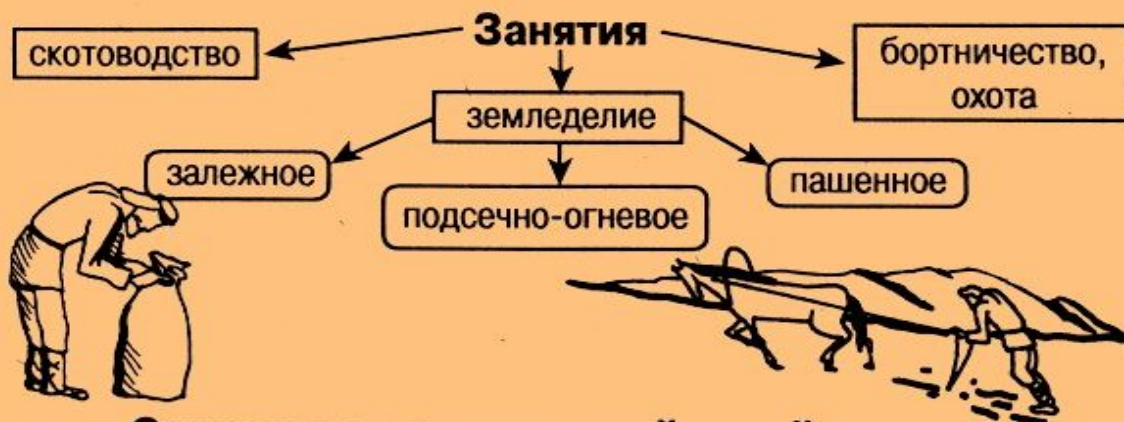 Занятия
скотоводство
бортничество,
охота
земледелие
залежное
подсечно-огневое
пашенное